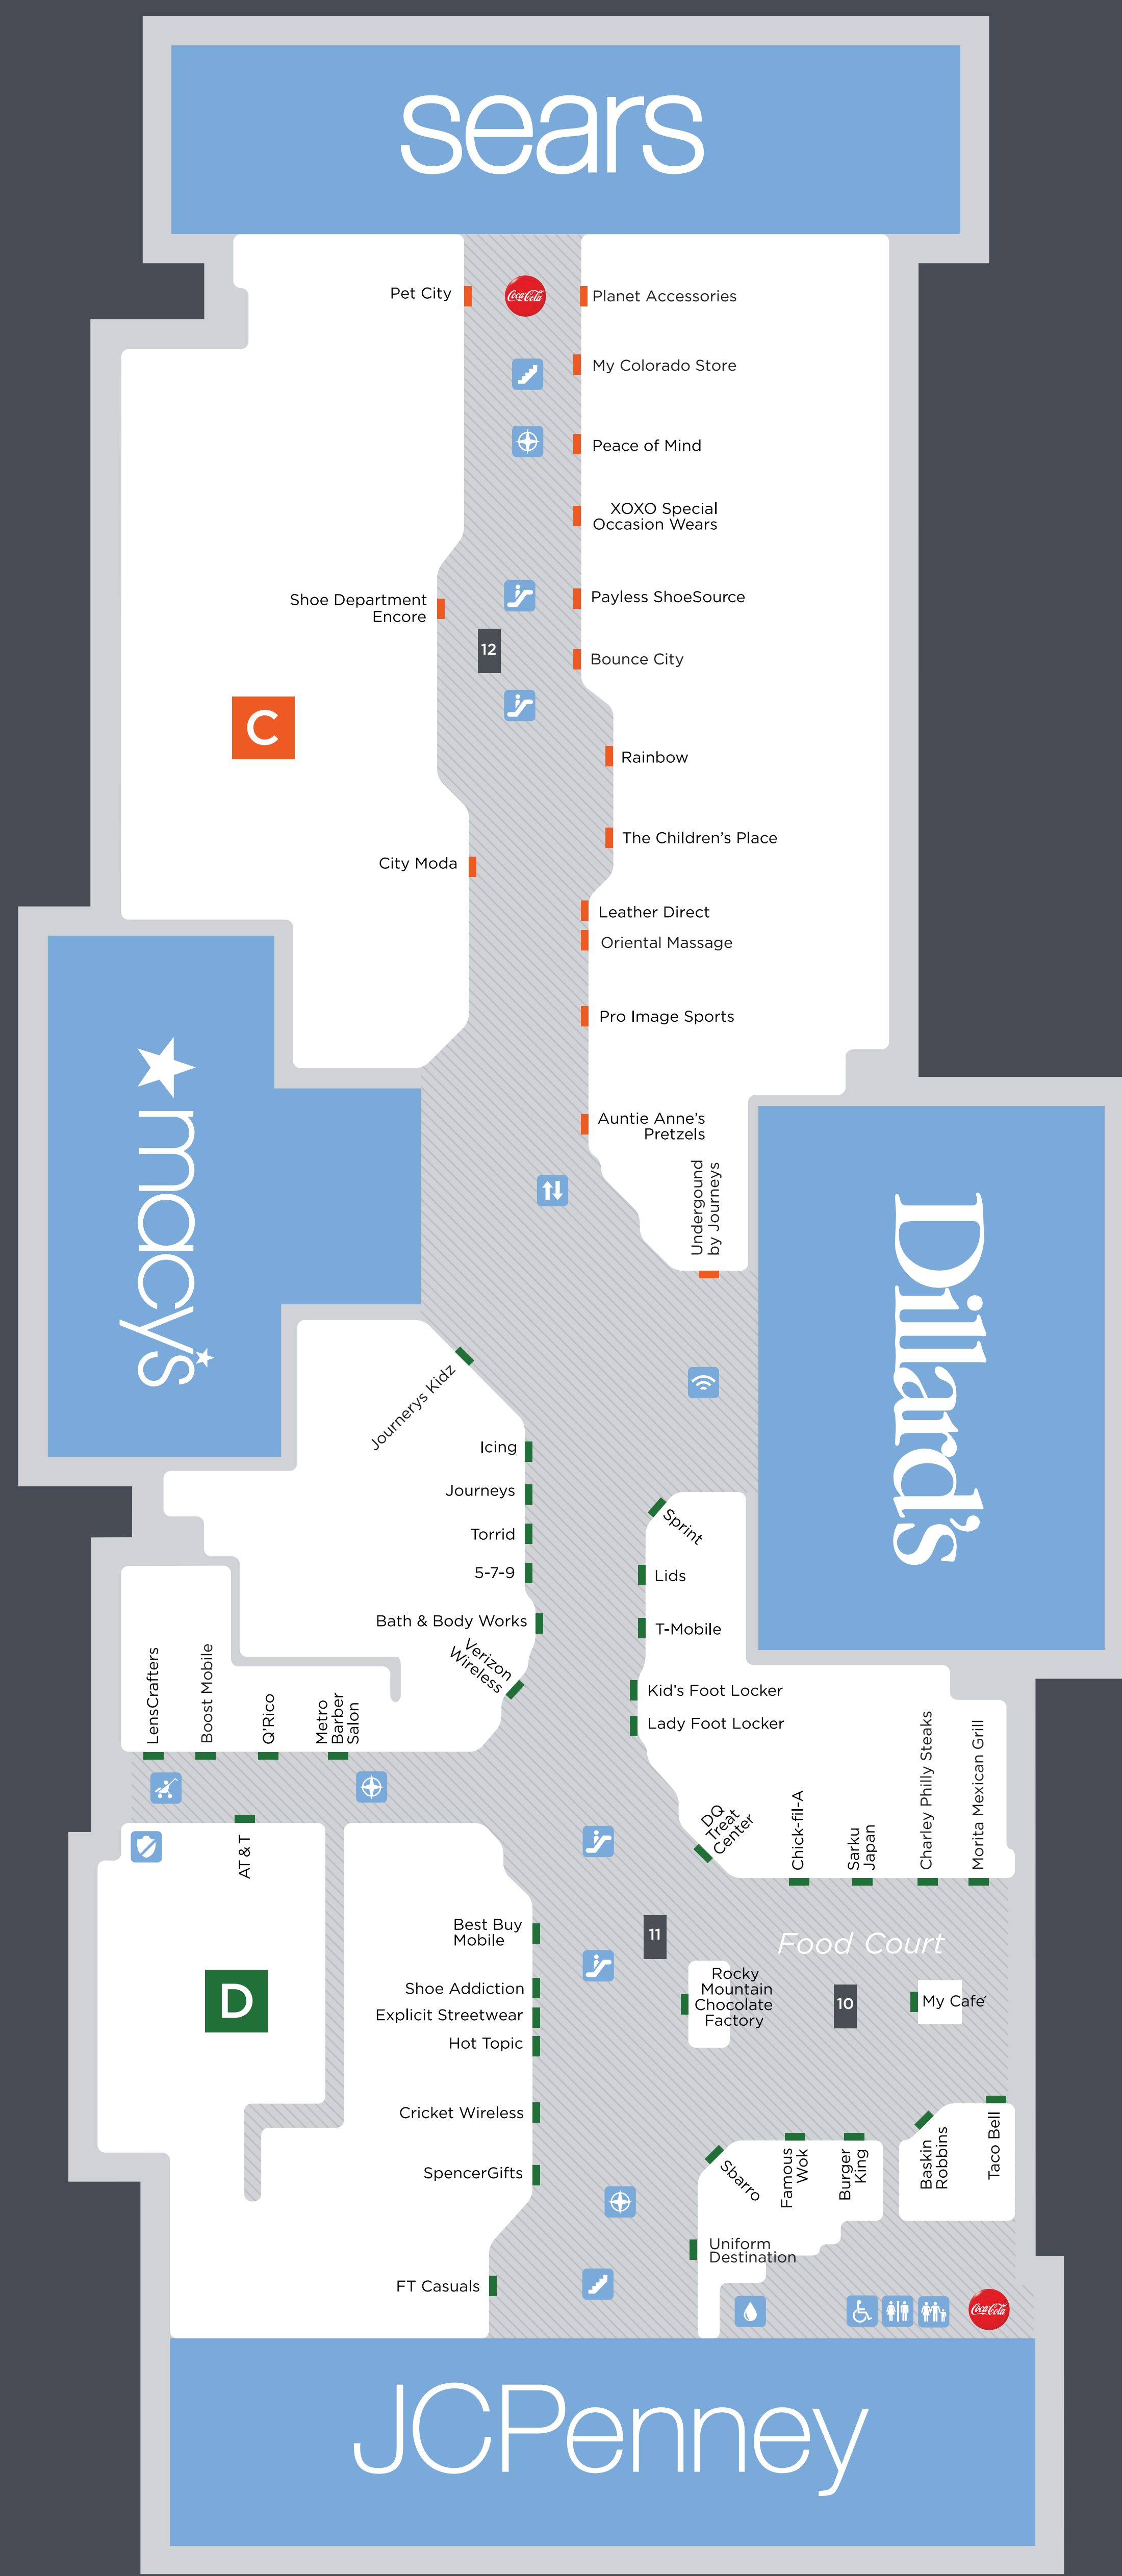 sears
Pet City
Coca-Cola
Planet Accessories
My Colorado Store
Peace of Mind
XOXO Special
Occasion Wears
Shoe Department
Encore
Payless ShoeSource
12
Bounce City
C
Rainbow
The Children's Place
City Moda
Leather Direct
Oriental Massage
Pro Image Sports
macy's
Auntie Anne's
Pretzels
Undergound
by Journeys
Dillard's
Journerys Kidz
Icing
Journeys
Torrid
5-7-9
Bath & Body Works
Verizon
Wireless
Sprint
Lids
T-Mobile
Kid's Foot Locker
Lady Foot Locker
LensCrafters
Boost Mobile
Q'Rico
Metro
Barber
Salon
DQ
Treat
Center
Chick-fil-A
Sarku
Japan
Charley Philly Steaks
Morita Mexican Grill
AT&T
D
Best Buy
Mobile
Shoe Addiction
Explicit Streetwear
Hot Topic
Cricket Wireless
SpencerGifts
FT Casuals
11
Food Court
Rocky
Mountain
Chocolate
Factory
10
My Cafe´
Sbarro
Famous
Wok
Burger
King
Baskin
Robbins
Taco Bell
Uniform
Destination
Coca-Cola
JCPenney